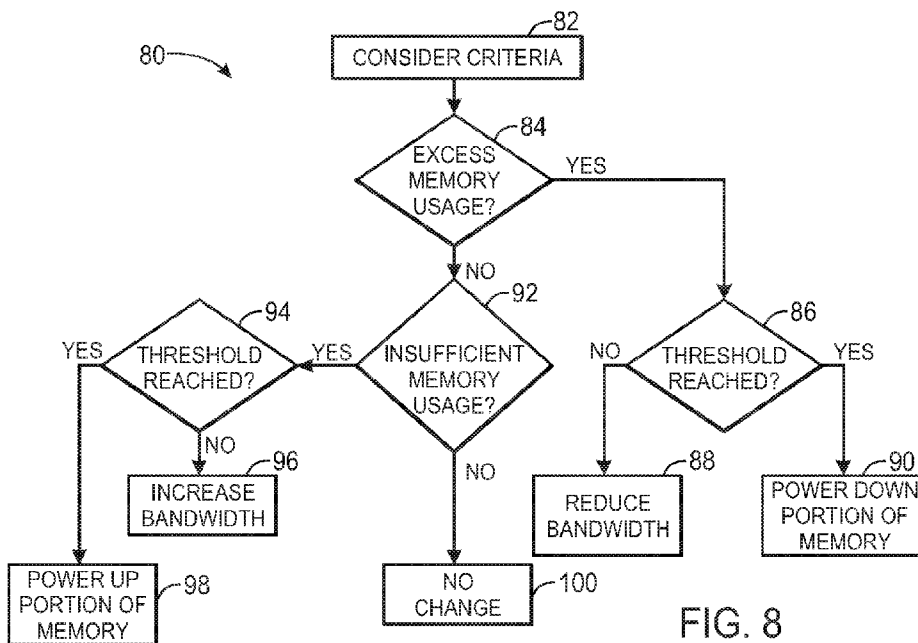 80
82
CONSIDER CRITERIA
84
EXCESS
MEMORY
USAGE?
YES
NO
92
INSUFFICIENT
MEMORY
USAGE?
YES
NO
94
THRESHOLD
REACHED?
YES
NO
86
THRESHOLD
REACHED?
NO
YES
96
INCREASE
BANDWIDTH
88
REDUCE
BANDWIDTH
90
POWER DOWN
PORTION OF
MEMORY
POWER UP
PORTION OF
MEMORY
98
NO
CHANGE
100
FIG. 8